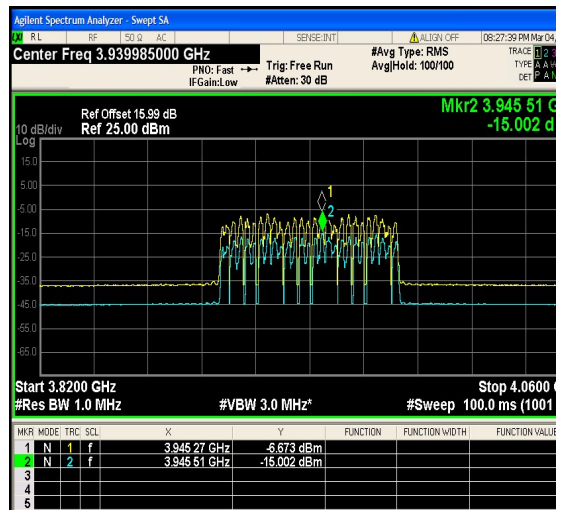 Agilent Spectrum Analyzer - Swept SA
LXI RL RF 50 Ω AC SENSE:INT ALIGN OFF 08:27:39 PM Mar 04,
Center Freq 3.939985000 GHz
PNO: Fast
IFGain:Low
Trig: Free Run
#Atten: 30 dB
#Avg Type: RMS
Avg|Hold: 100/100
TRACE 1 2 3
TYPE A A
DET P A N
Ref Offset 15.99 dB
10 dB/div Ref 25.00 dBm
Log
Mkr2 3.945 51 G
-15.002 d
15.0
5.00
-5.00
-15.0
-25.0
-35.0
-45.0
-55.0
-65.0
1
2
Start 3.8200 GHz
Stop 4.0600
#Res BW 1.0 MHz
#VBW 3.0 MHz*
#Sweep 100.0 ms (1001
MKR MODE TRC SCL X Y FUNCTION FUNCTION WIDTH FUNCTION VALUE
1 N 1 f 3.945 27 GHz -6.673 dBm
2 N 2 f 3.945 51 GHz -15.002 dBm
3
4
5